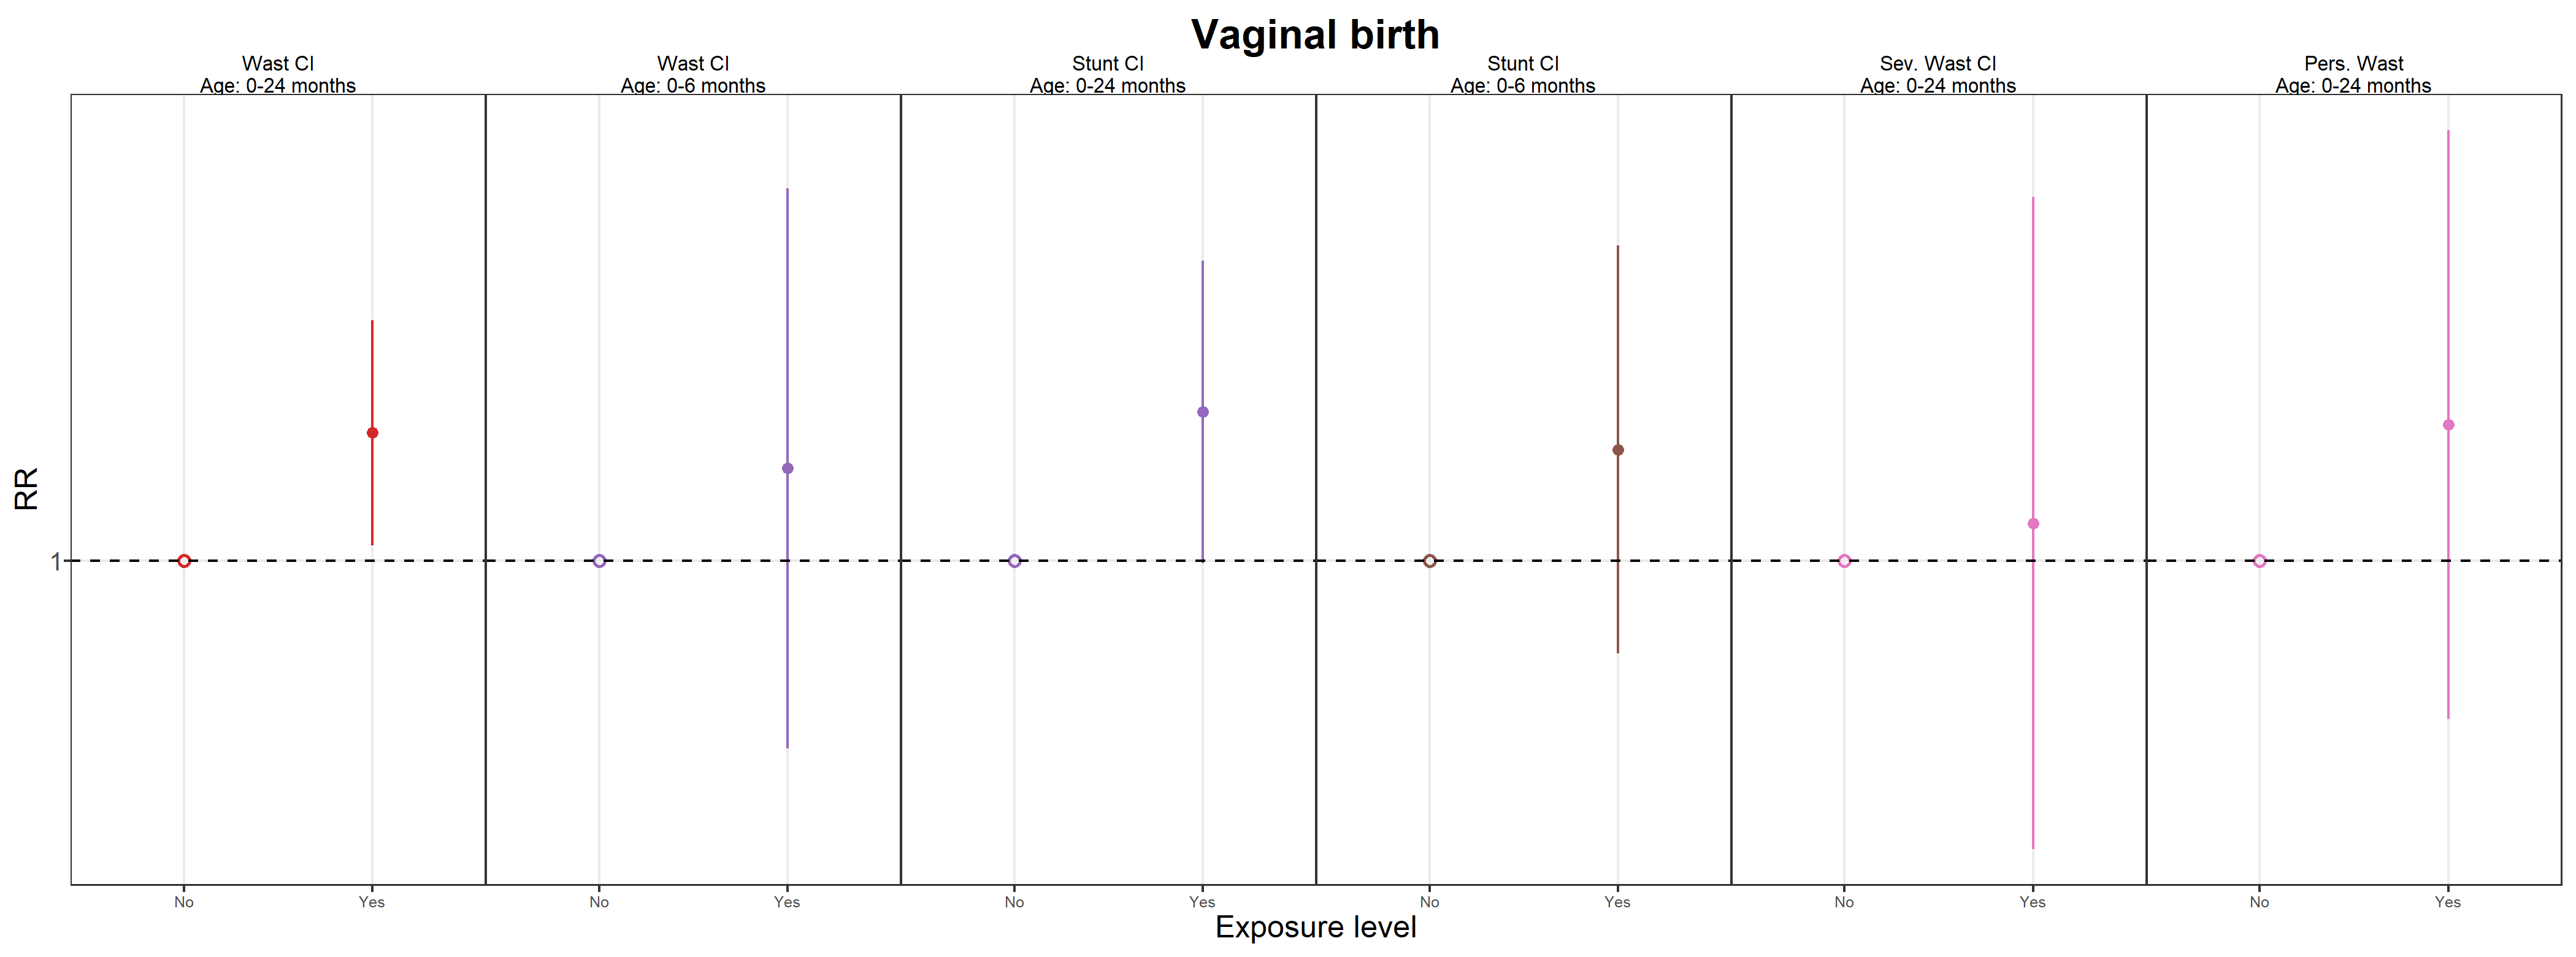 Vaginal birth
Wast CI
Age: 0-24 months
Wast CI
Age: 0-6 months
Stunt CI
Age: 0-24 months
Stunt CI
Age: 0-6 months
Sev. Wast CI
Age: 0-24 months
Pers. Wast
Age: 0-24 months
RR
1
No
Yes
No
Yes
No
Yes
No
Yes
No
Yes
No
Yes
Exposure level